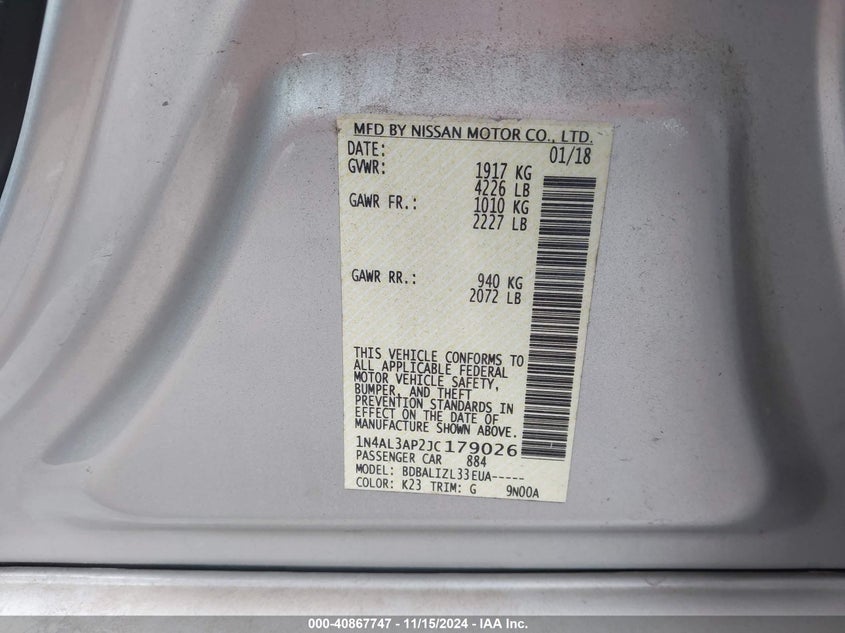 MFD BY NISSAN MOTOR CO., LTD.
DATE: 01/18
GVWR: 1917 KG
4226 LB
GAWR FR.: 1010 KG
2227 LB
GAWR RR.: 940 KG
2072 LB
THIS VEHICLE CONFORMS TO
ALL APPLICABLE FEDERAL
MOTOR VEHICLE SAFETY,
BUMPER, AND THEFT
PREVENTION STANDARDS IN
EFFECT ON THE DATE OF
MANUFACTURE SHOWN ABOVE.
1N4AL3AP2JC179026
PASSENGER CAR 884
MODEL: BDBALIZL33EUA-----
COLOR: K23 TRIM: G 9N00A
000-40867747 - 11/15/2024 - IAA Inc.